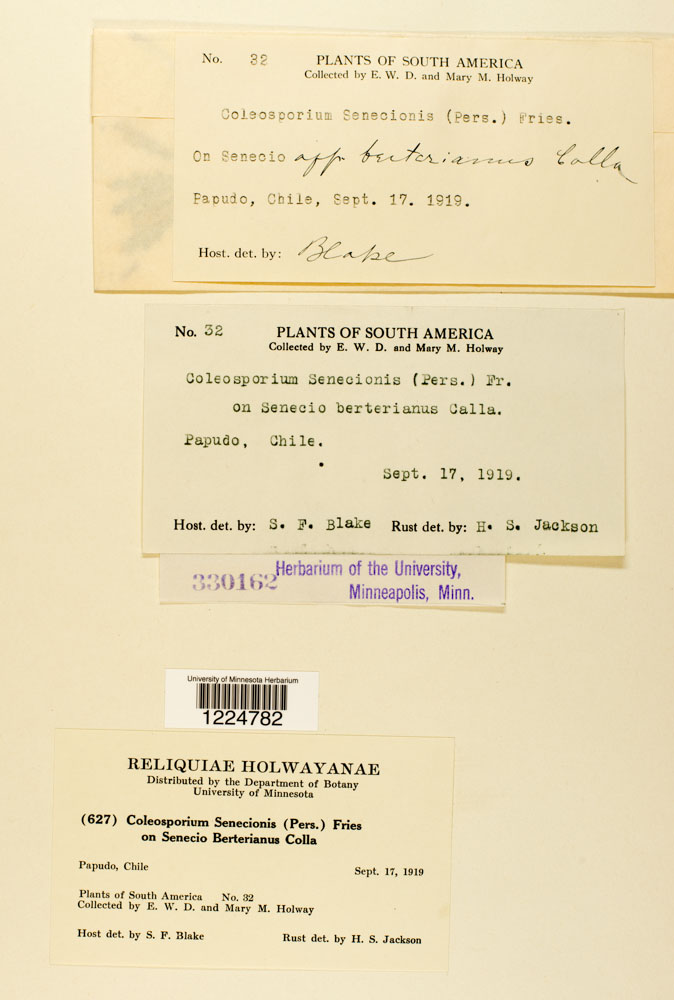 No. 32 PLANTS OF SOUTH AMERICA
Collected by E. W. D. and Mary M. Holway
Coleosporium Senecionis (Pers.) Fries.
On Senecio aff. berterianus Colla
Papudo, Chile, Sept. 17. 1919.
Host. det. by: Blake
No. 32 PLANTS OF SOUTH AMERICA
Collected by E. W. D. and Mary M. Holway
Coleosporium Senecionis (Pers.) Fr.
on Senecio berterianus Calla.
Papudo, Chile.
Sept. 17, 1919.
Host. det. by: S. F. Blake Rust det. by: H. S. Jackson
330162 Herbarium of the University,
Minneapolis, Minn.
University of Minnesota Herbarium
1224782
RELIQUIAE HOLWAYANAE
Distributed by the Department of Botany
University of Minnesota
(627) Coleosporium Senecionis (Pers.) Fries
on Senecio Berterianus Colla
Papudo, Chile Sept. 17, 1919
Plants of South America No. 32
Collected by E. W. D. and Mary M. Holway
Host det. by S. F. Blake Rust det. by H. S. Jackson